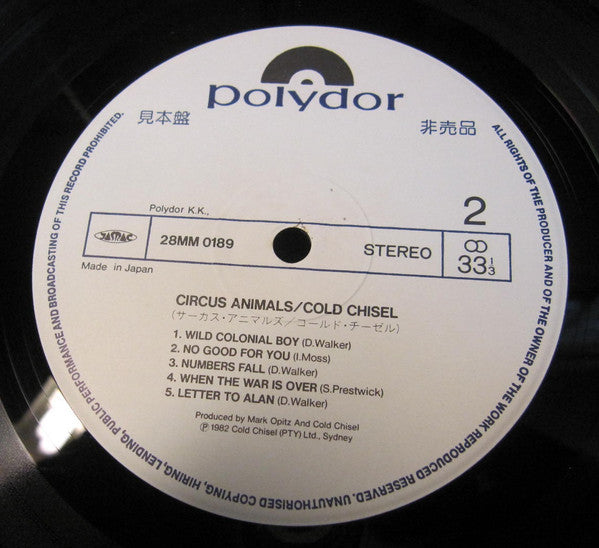 polydor
見本盤
非売品
Polydor K.K.,
2
JASRAC
28MM 0189
STEREO
33 1/3
Made in Japan
CIRCUS ANIMALS/COLD CHISEL
(サーカス・アニマルズ/コールド・チーゼル)
1. WILD COLONIAL BOY (D.Walker)
2. NO GOOD FOR YOU (I.Moss)
3. NUMBERS FALL (D.Walker)
4. WHEN THE WAR IS OVER (S.Prestwick)
5. LETTER TO ALAN (D.Walker)
Produced by Mark Opitz And Cold Chisel
Ⓟ 1982 Cold Chisel (PTY) Ltd., Sydney
ALL RIGHTS OF THE PRODUCER AND OF THE OWNER OF THE WORK REPRODUCED RESERVED. UNAUTHORISED COPYING, HIRING, LENDING, PUBLIC PERFORMANCE AND BROADCASTING OF THIS RECORD PROHIBITED.